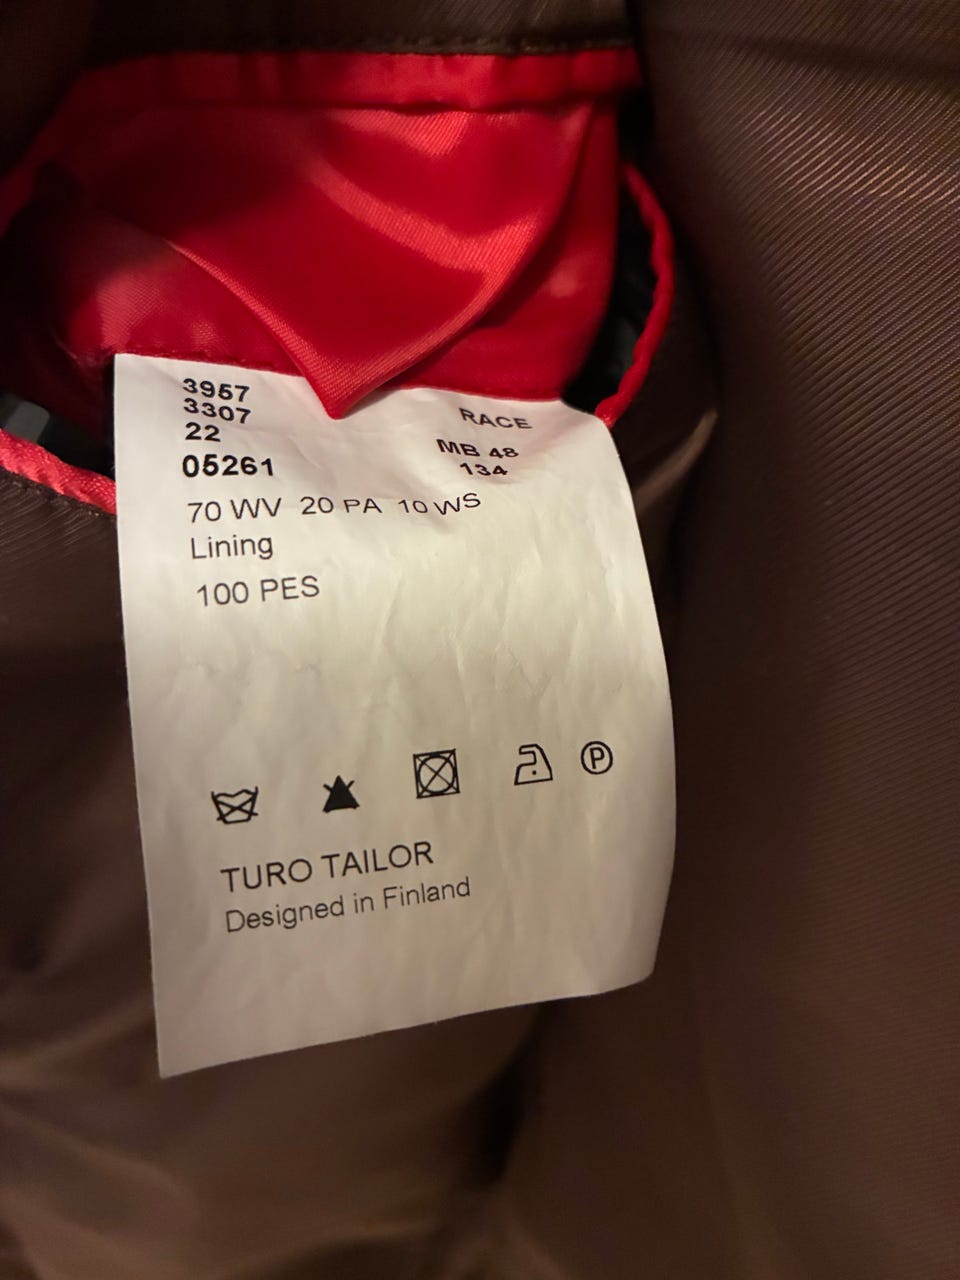 3957
3307 RACE
22 MB 48
05261 134
70 WV 20 PA 10 WS
Lining
100 PES
P
TURO TAILOR
Designed in Finland